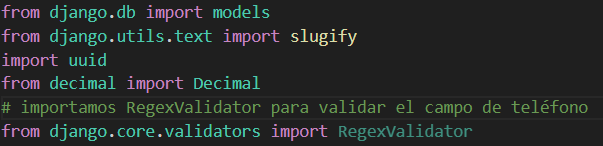 from django.db import models
from django.utils.text import slugify
import uuid
from decimal import Decimal
# importamos RegexValidator para validar el campo de teléfono
from django.core.validators import RegexValidator